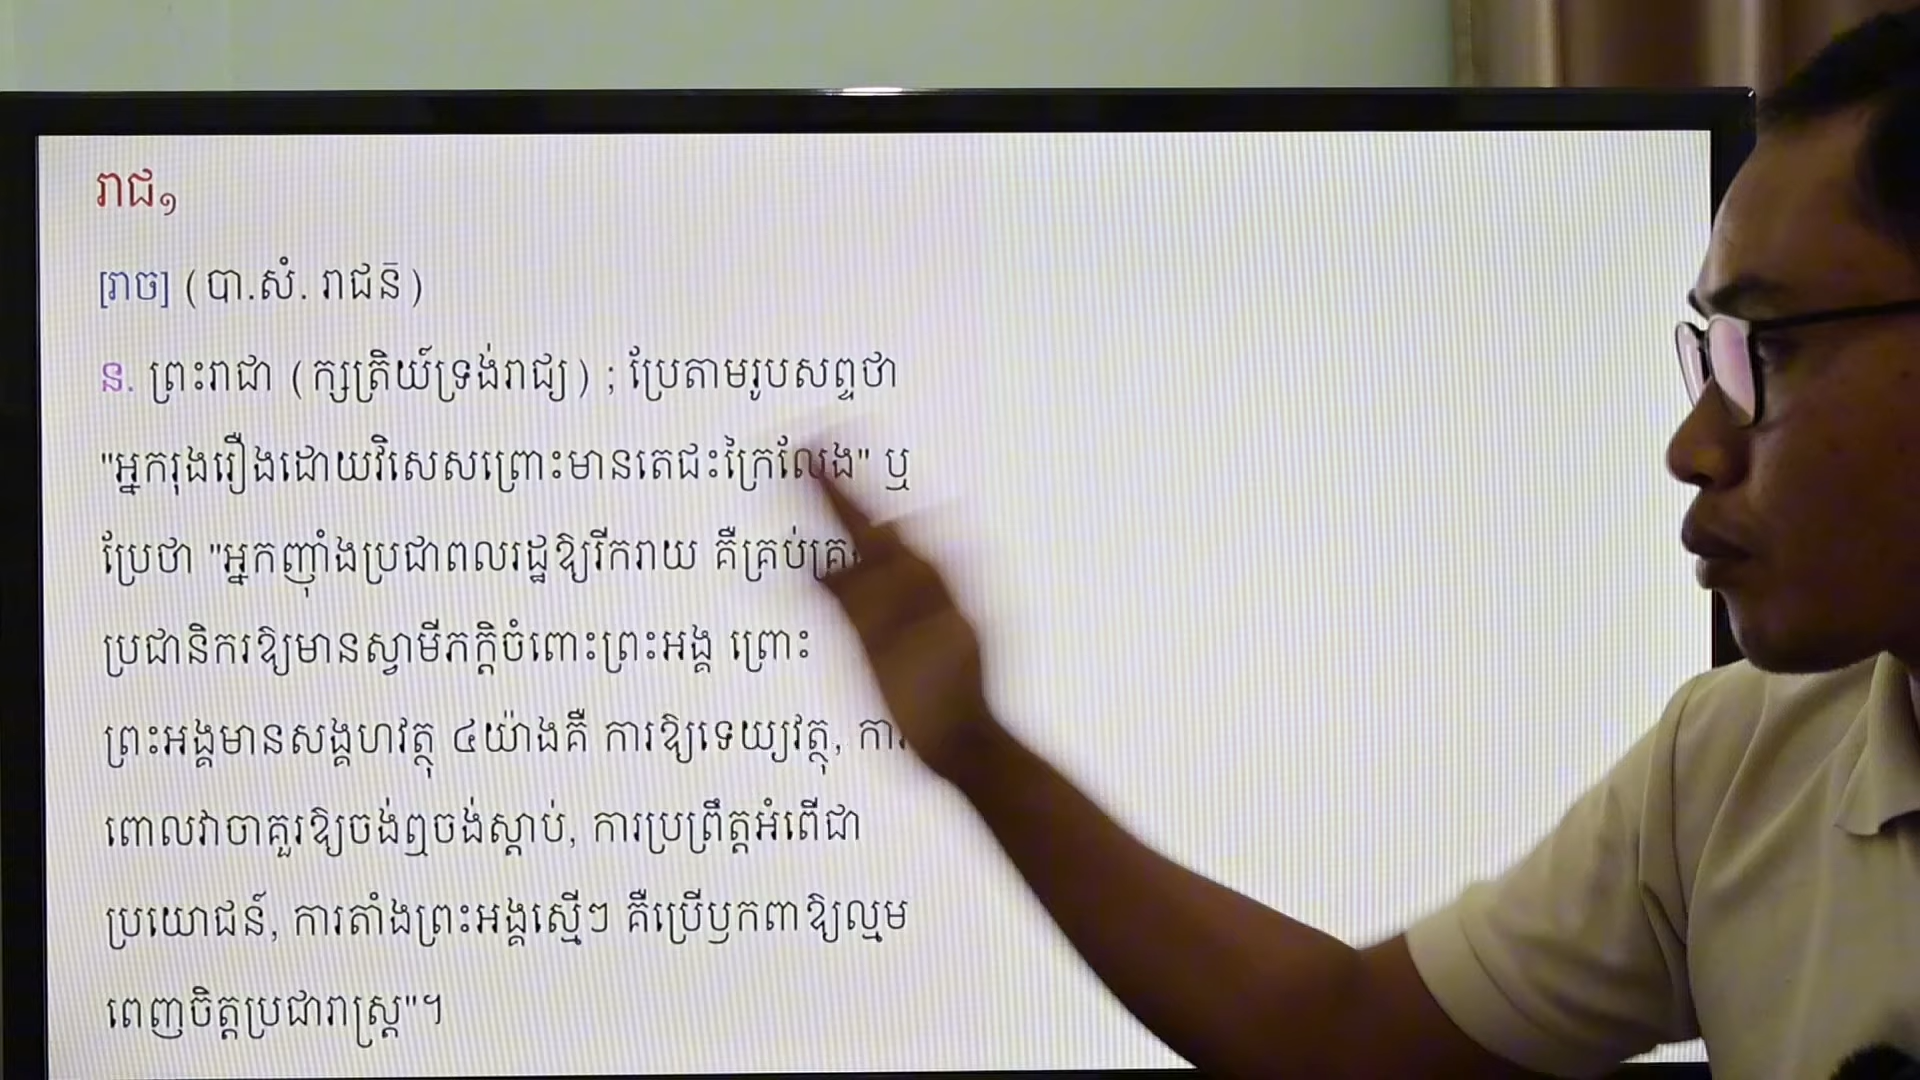 រាជ១
[រាច] (បា.សំ. រាជន៑)
ន. ព្រះរាជា (ក្សត្រិយ៍ទ្រង់រាជ្យ) ; ប្រែតាមរូបសព្ទថា
"អ្នករុងរឿងដោយវិសេសព្រោះមានតេជះក្រៃលែង" ឬ
ប្រែថា "អ្នកញ៉ាំងប្រជាពលរដ្ឋឱ្យរីករាយ គឺ
ប្រជានិករឱ្យមានស្វាមីភក្តិចំពោះព្រះអង្គ ព្រោះ
ព្រះអង្គមានសង្គហវត្ថុ ៤យ៉ាងគឺ ការឱ្យទេយ្យវត្ថុ, ការ
ពោលវាចាគួរឱ្យចង់ឮចង់ស្តាប់, ការប្រព្រឹត្តអំពើជា
ប្រយោជន៍, ការតាំងព្រះអង្គស្មើៗ គឺប្រើឫកពាឱ្យល្មម
ពេញចិត្តប្រជារាស្ត្រ"។